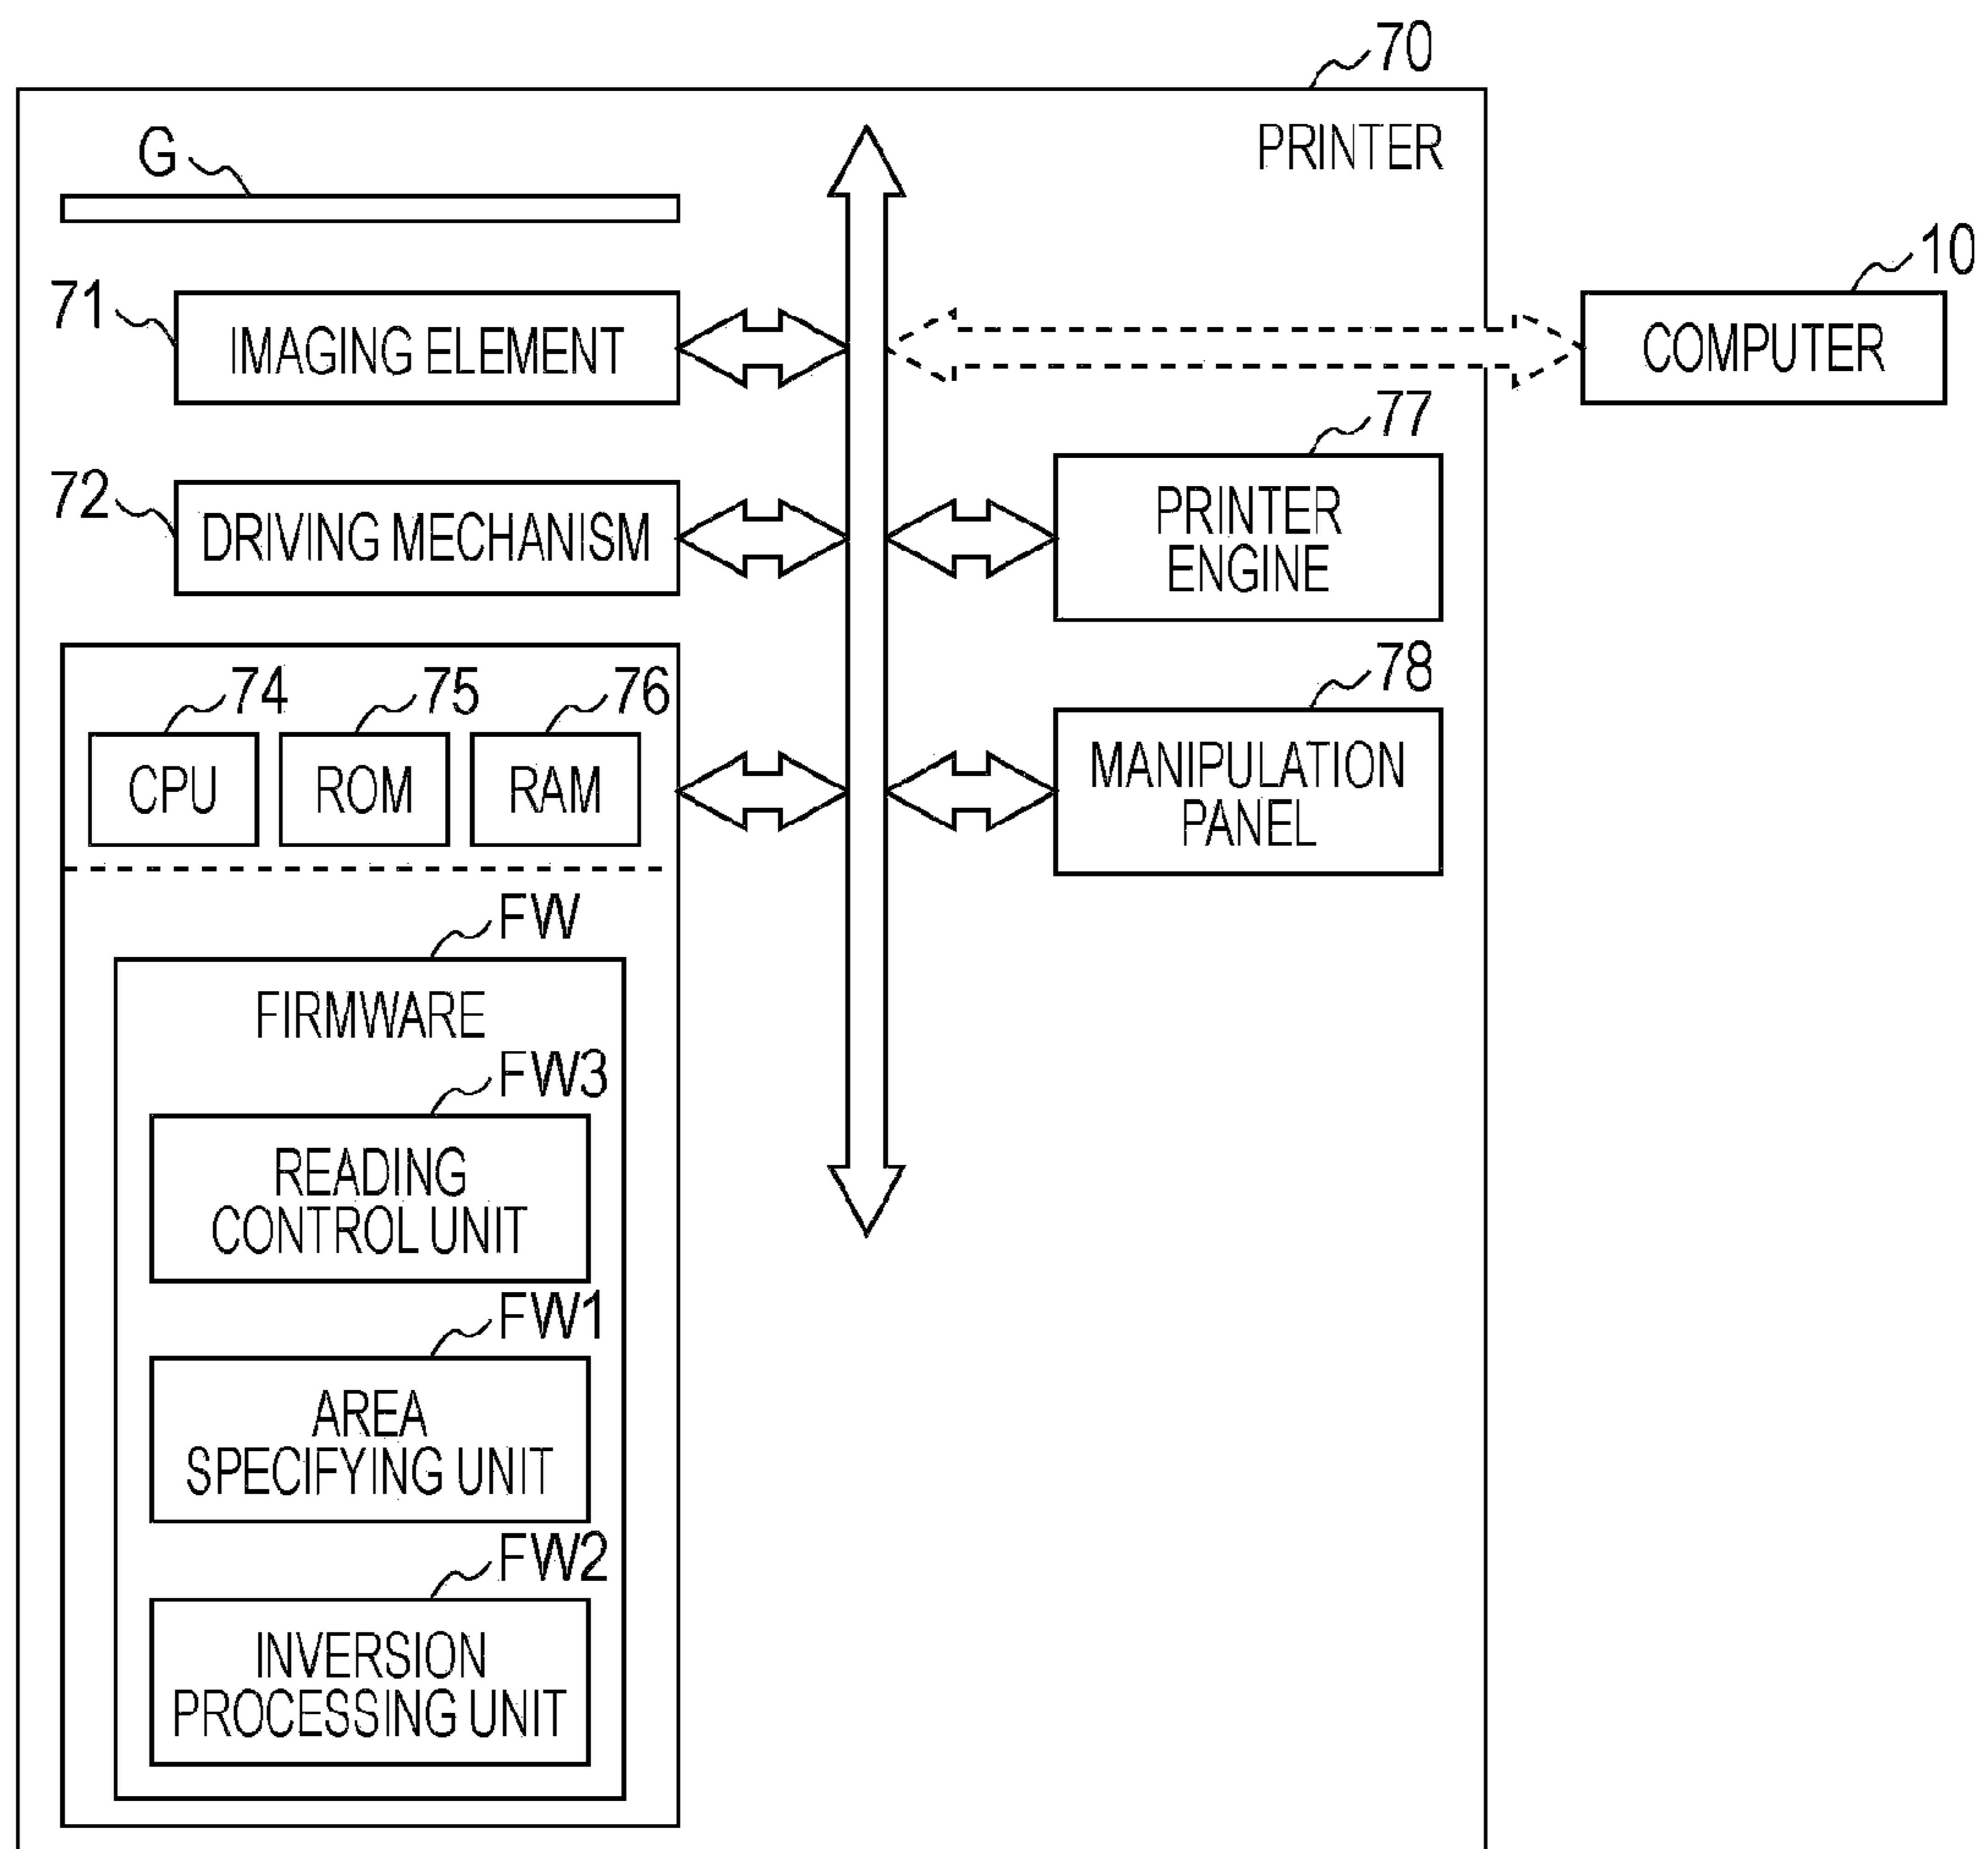 70
PRINTER
G
10
71
IMAGING ELEMENT
COMPUTER
77
72
DRIVING MECHANISM
PRINTER
ENGINE
74
75
76
78
CPU
ROM
RAM
MANIPULATION
PANEL
FW
FIRMWARE
FW3
READING
CONTROL UNIT
FW1
AREA
SPECIFYING UNIT
FW2
INVERSION
PROCESSING UNIT